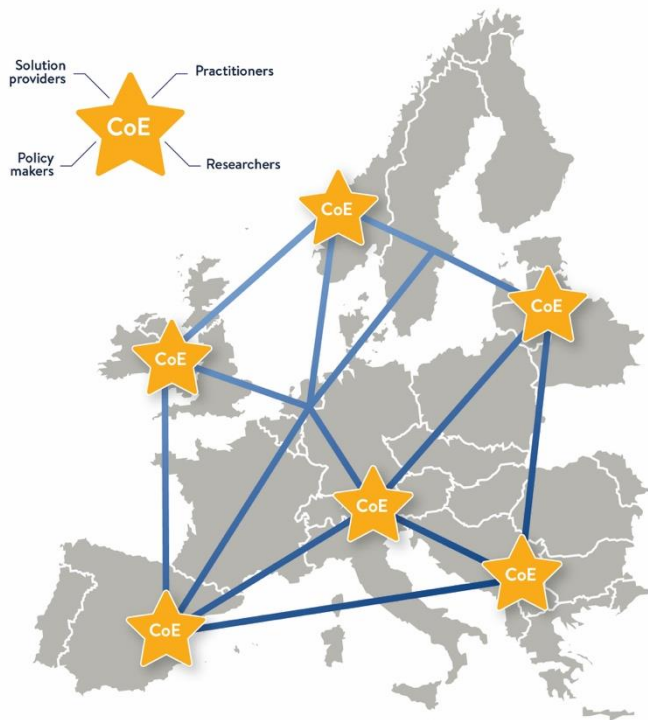 Solution
providers
Practitioners
CoE
Policy
makers
Researchers
CoE
CoE
CoE
CoE
CoE
CoE